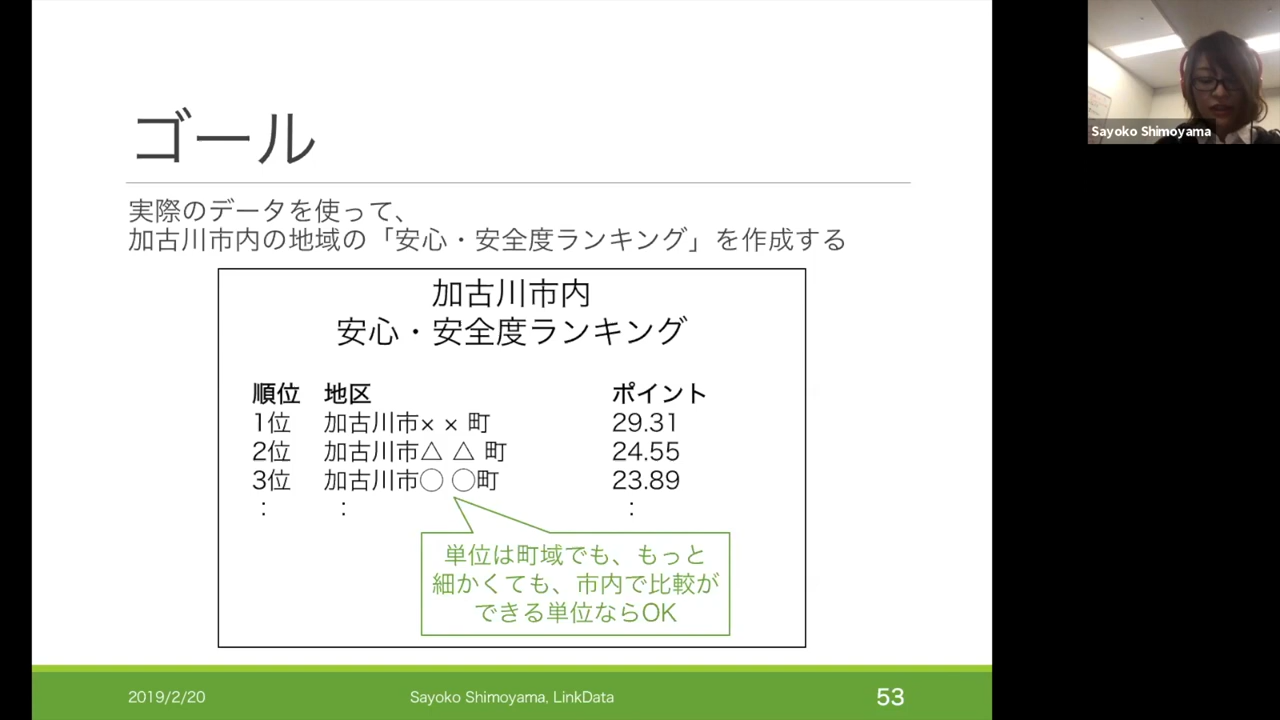 ゴール
実際のデータを使って、
加古川市内の地域の「安心・安全度ランキング」を作成する
加古川市内
安心・安全度ランキング
順位 地区 ポイント
1位 加古川市× × 町 29.31
2位 加古川市△ △ 町 24.55
3位 加古川市◯ ◯町 23.89
： ： ：
単位は町域でも、もっと
細かくても、市内で比較が
できる単位ならOK
2019/2/20 Sayoko Shimoyama, LinkData 53
Sayoko Shimoyama